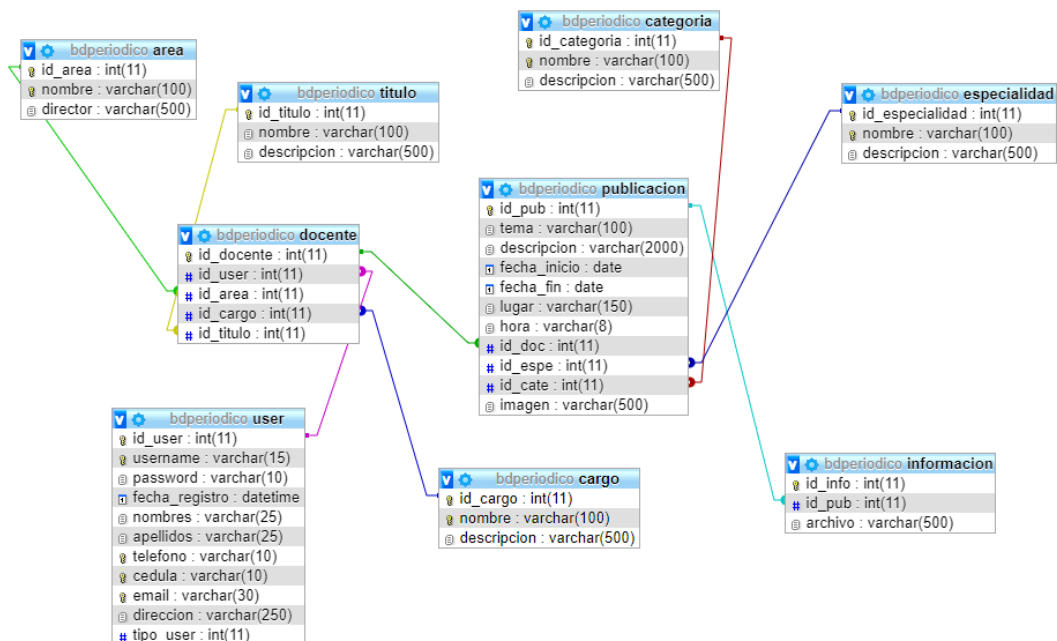 bdperiodico area
id_area : int(11)
nombre : varchar(100)
director : varchar(500)
bdperiodico titulo
id_titulo : int(11)
nombre : varchar(100)
descripcion : varchar(500)
bdperiodico categoria
id_categoria : int(11)
nombre : varchar(100)
descripcion : varchar(500)
bdperiodico especialidad
id_especialidad : int(11)
nombre : varchar(100)
descripcion : varchar(500)
bdperiodico docente
id_docente : int(11)
id_user : int(11)
id_area : int(11)
id_cargo : int(11)
id_titulo : int(11)
bdperiodico publicacion
id_pub : int(11)
tema : varchar(100)
descripcion : varchar(2000)
fecha_inicio : date
fecha_fin : date
lugar : varchar(150)
hora : varchar(8)
id_doc : int(11)
id_espe : int(11)
id_cate : int(11)
imagen : varchar(500)
bdperiodico user
id_user : int(11)
username : varchar(15)
password : varchar(10)
fecha_registro : datetime
nombres : varchar(25)
apellidos : varchar(25)
telefono : varchar(10)
cedula : varchar(10)
email : varchar(30)
direccion : varchar(250)
tipo_user : int(11)
bdperiodico cargo
id_cargo : int(11)
nombre : varchar(100)
descripcion : varchar(500)
bdperiodico informacion
id_info : int(11)
id_pub : int(11)
archivo : varchar(500)